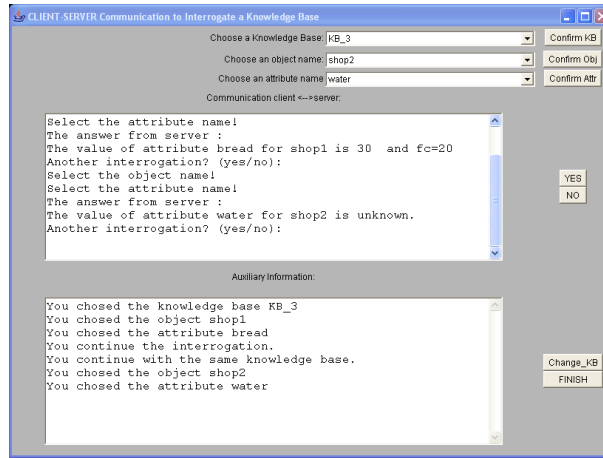 CLIENT-SERVER Communication to Interrogate a Knowledge Base
Choose a Knowledge Base: KB_3 Confirm KB
Choose an object name: shop2 Confirm Obj
Choose an attribute name water Confirm Attr
Communication client <-->server:
Select the attribute name!
The answer from server :
The value of attribute bread for shop1 is 30 and fc=20
Another interrogation? (yes/no):
Select the object name!
Select the attribute name!
The answer from server :
The value of attribute water for shop2 is unknown.
Another interrogation? (yes/no):
YES
NO
Auxiliary Information:
You chosed the knowledge base KB_3
You chosed the object shop1
You chosed the attribute bread
You continue the interrogation.
You continue with the same knowledge base.
You chosed the object shop2
You chosed the attribute water
Change_KB
FINISH